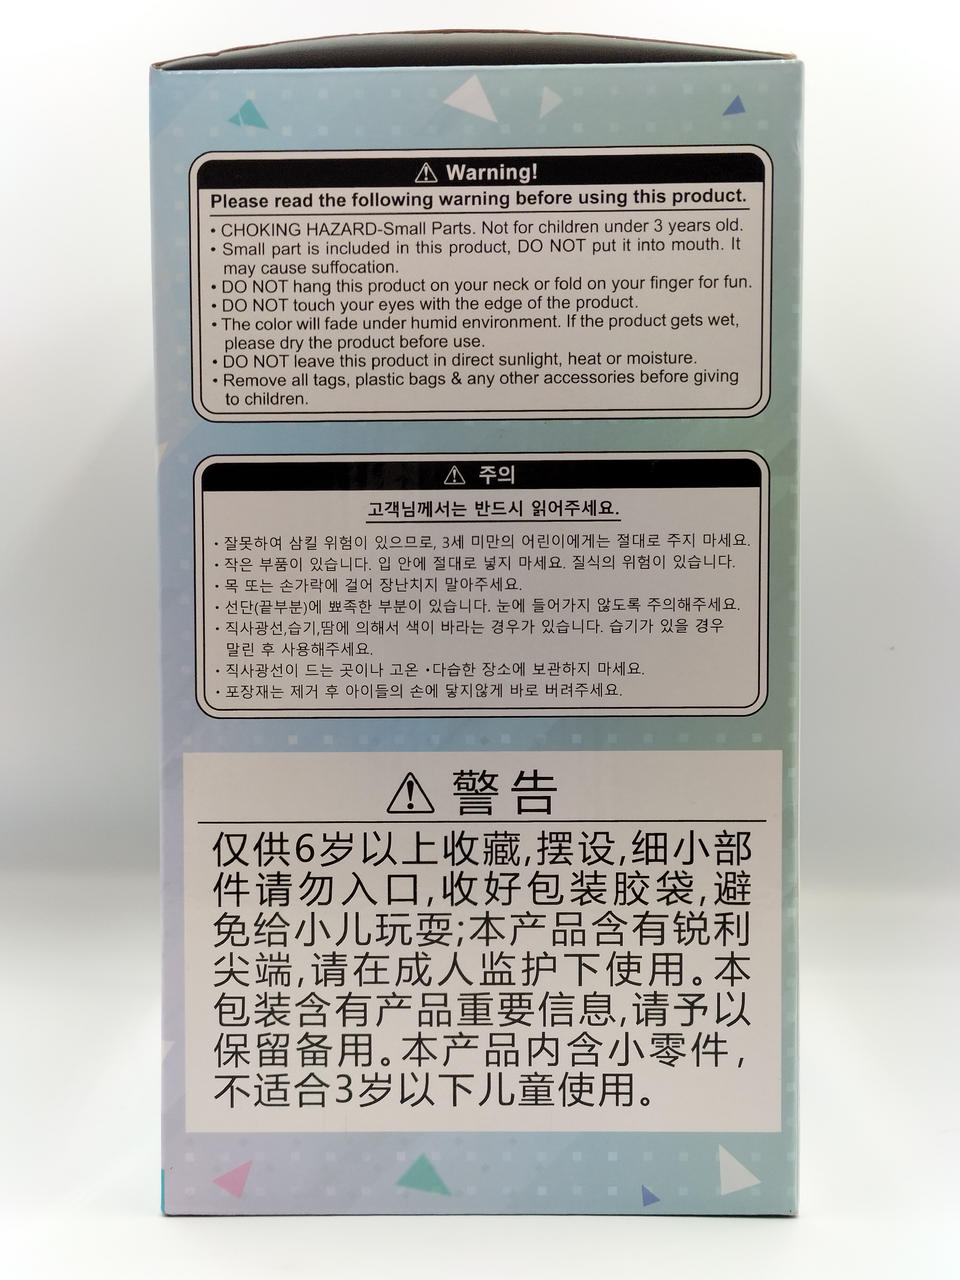 ⚠ Warning!
Please read the following warning before using this product.
• CHOKING HAZARD-Small Parts. Not for children under 3 years old.
• Small part is included in this product, DO NOT put it into mouth. It
may cause suffocation.
• DO NOT hang this product on your neck or fold on your finger for fun.
• DO NOT touch your eyes with the edge of the product.
• The color will fade under humid environment. If the product gets wet,
please dry the product before use.
• DO NOT leave this product in direct sunlight, heat or moisture.
• Remove all tags, plastic bags & any other accessories before giving
to children.
⚠ 주의
고객님께서는 반드시 읽어주세요.
• 잘못하여 삼킬 위험이 있으므로, 3세 미만의 어린이에게는 절대로 주지 마세요.
• 작은 부품이 있습니다. 입 안에 절대로 넣지 마세요. 질식의 위험이 있습니다.
• 목 또는 손가락에 걸어 장난치지 말아주세요.
• 선단(끝부분)에 뾰족한 부분이 있습니다. 눈에 들어가지 않도록 주의해주세요.
• 직사광선,습기,땀에 의해서 색이 바라는 경우가 있습니다. 습기가 있을 경우
말린 후 사용해주세요.
• 직사광선이 드는 곳이나 고온 •다습한 장소에 보관하지 마세요.
• 포장재는 제거 후 아이들의 손에 닿지않게 바로 버려주세요.
⚠ 警告
仅供6岁以上收藏,摆设,细小部
件请勿入口,收好包装胶袋,避
免给小儿玩耍;本产品含有锐利
尖端,请在成人监护下使用。本
包装含有产品重要信息,请予以
保留备用。本产品内含小零件,
不适合3岁以下儿童使用。